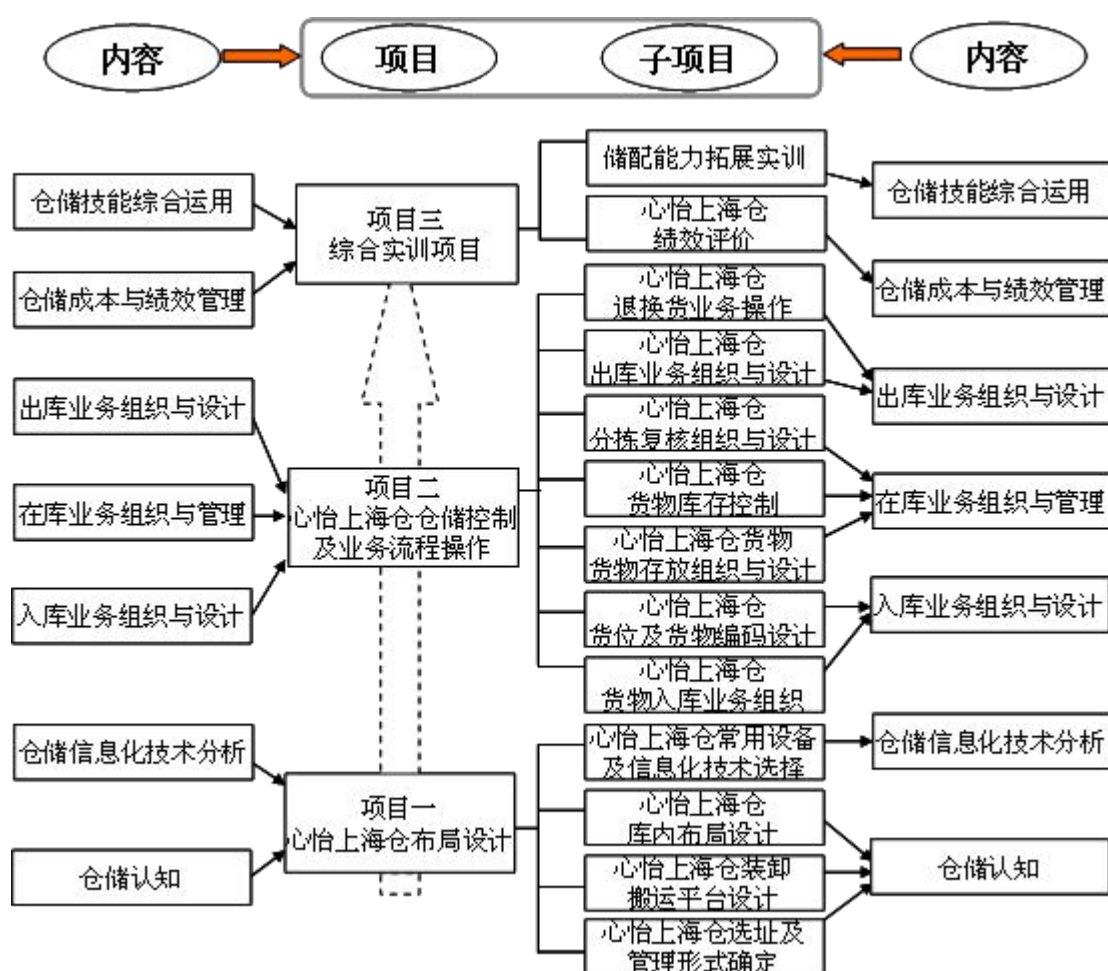 内容
项目
子项目
内容
仓储技能综合运用
仓储成本与绩效管理
出库业务组织与设计
在库业务组织与管理
入库业务组织与设计
仓储信息化技术分析
仓储认知
项目三
综合实训项目
项目二
心怡上海仓仓储控制
及业务流程操作
项目一
心怡上海仓布局设计
储配能力拓展实训
心怡上海仓
绩效评价
心怡上海仓
退换货业务操作
心怡上海仓
出库业务组织与设计
心怡上海仓
分拣复核组织与设计
心怡上海仓
货物库存控制
心怡上海仓货物
货物存放组织与设计
心怡上海仓
货位及货物编码设计
心怡上海仓
货物入库业务组织
心怡上海仓常用设备
及信息化技术选择
心怡上海仓
库内布局设计
心怡上海仓装卸
搬运平台设计
心怡上海仓选址及
管理形式确定
仓储技能综合运用
仓储成本与绩效管理
出库业务组织与设计
在库业务组织与管理
入库业务组织与设计
仓储信息化技术分析
仓储认知